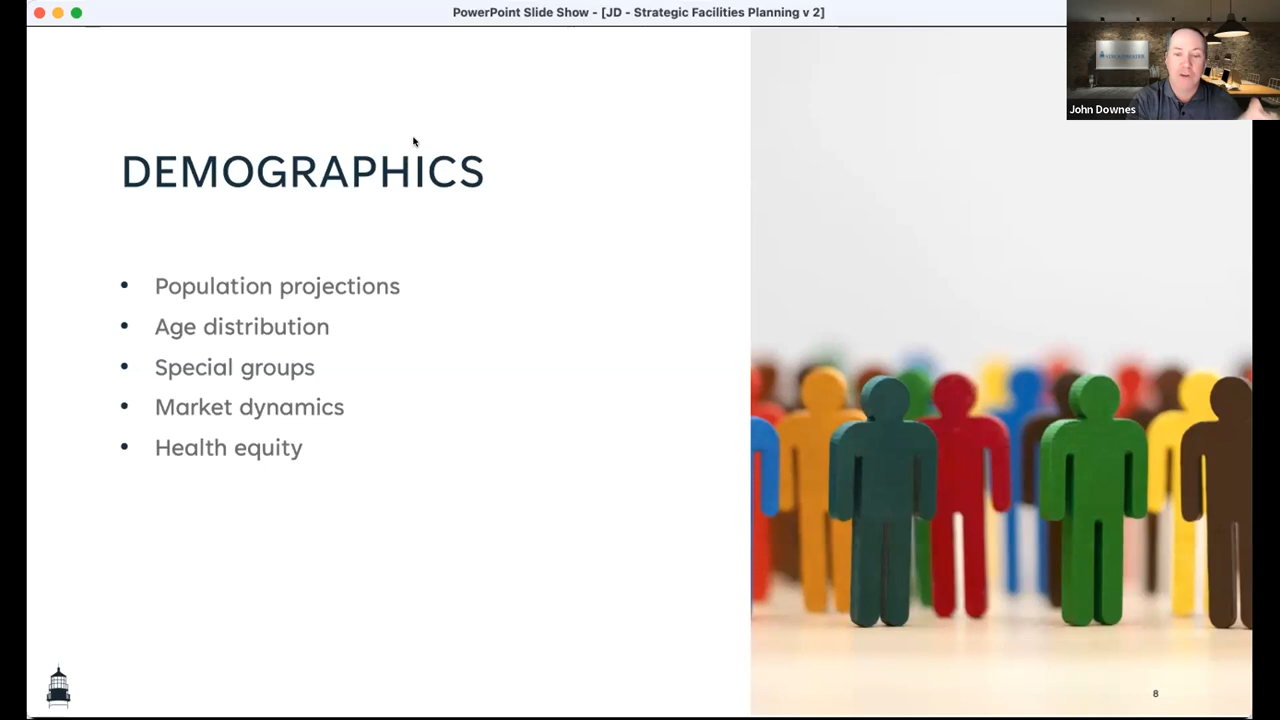 PowerPoint Slide Show - [JD - Strategic Facilities Planning v 2]
John Downes
DEMOGRAPHICS
• Population projections
• Age distribution
• Special groups
• Market dynamics
• Health equity
8